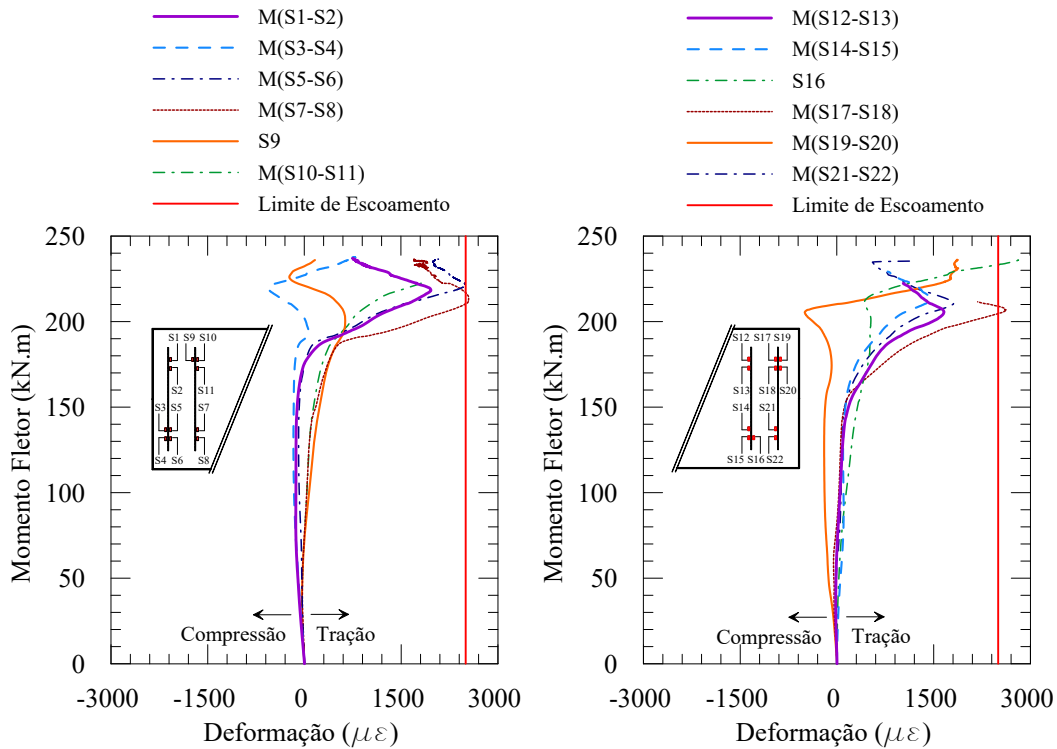 M(S1-S2)
M(S3-S4)
M(S5-S6)
M(S7-S8)
S9
M(S10-S11)
Limite de Escoamento
250
200
150
100
50
0
Momento Fletor (kN.m)
S1 S9 S10
S2 S11
S3 S5 S7
S4 S6 S8
Compressão Tração
-3000 -1500 0 1500 3000
Deformação (με)
M(S12-S13)
M(S14-S15)
S16
M(S17-S18)
M(S19-S20)
M(S21-S22)
Limite de Escoamento
250
200
150
100
50
0
Momento Fletor (kN.m)
S12 S17 S19
S13 S18 S20
S14 S21
S15 S16 S22
Compressão Tração
-3000 -1500 0 1500 3000
Deformação (με)